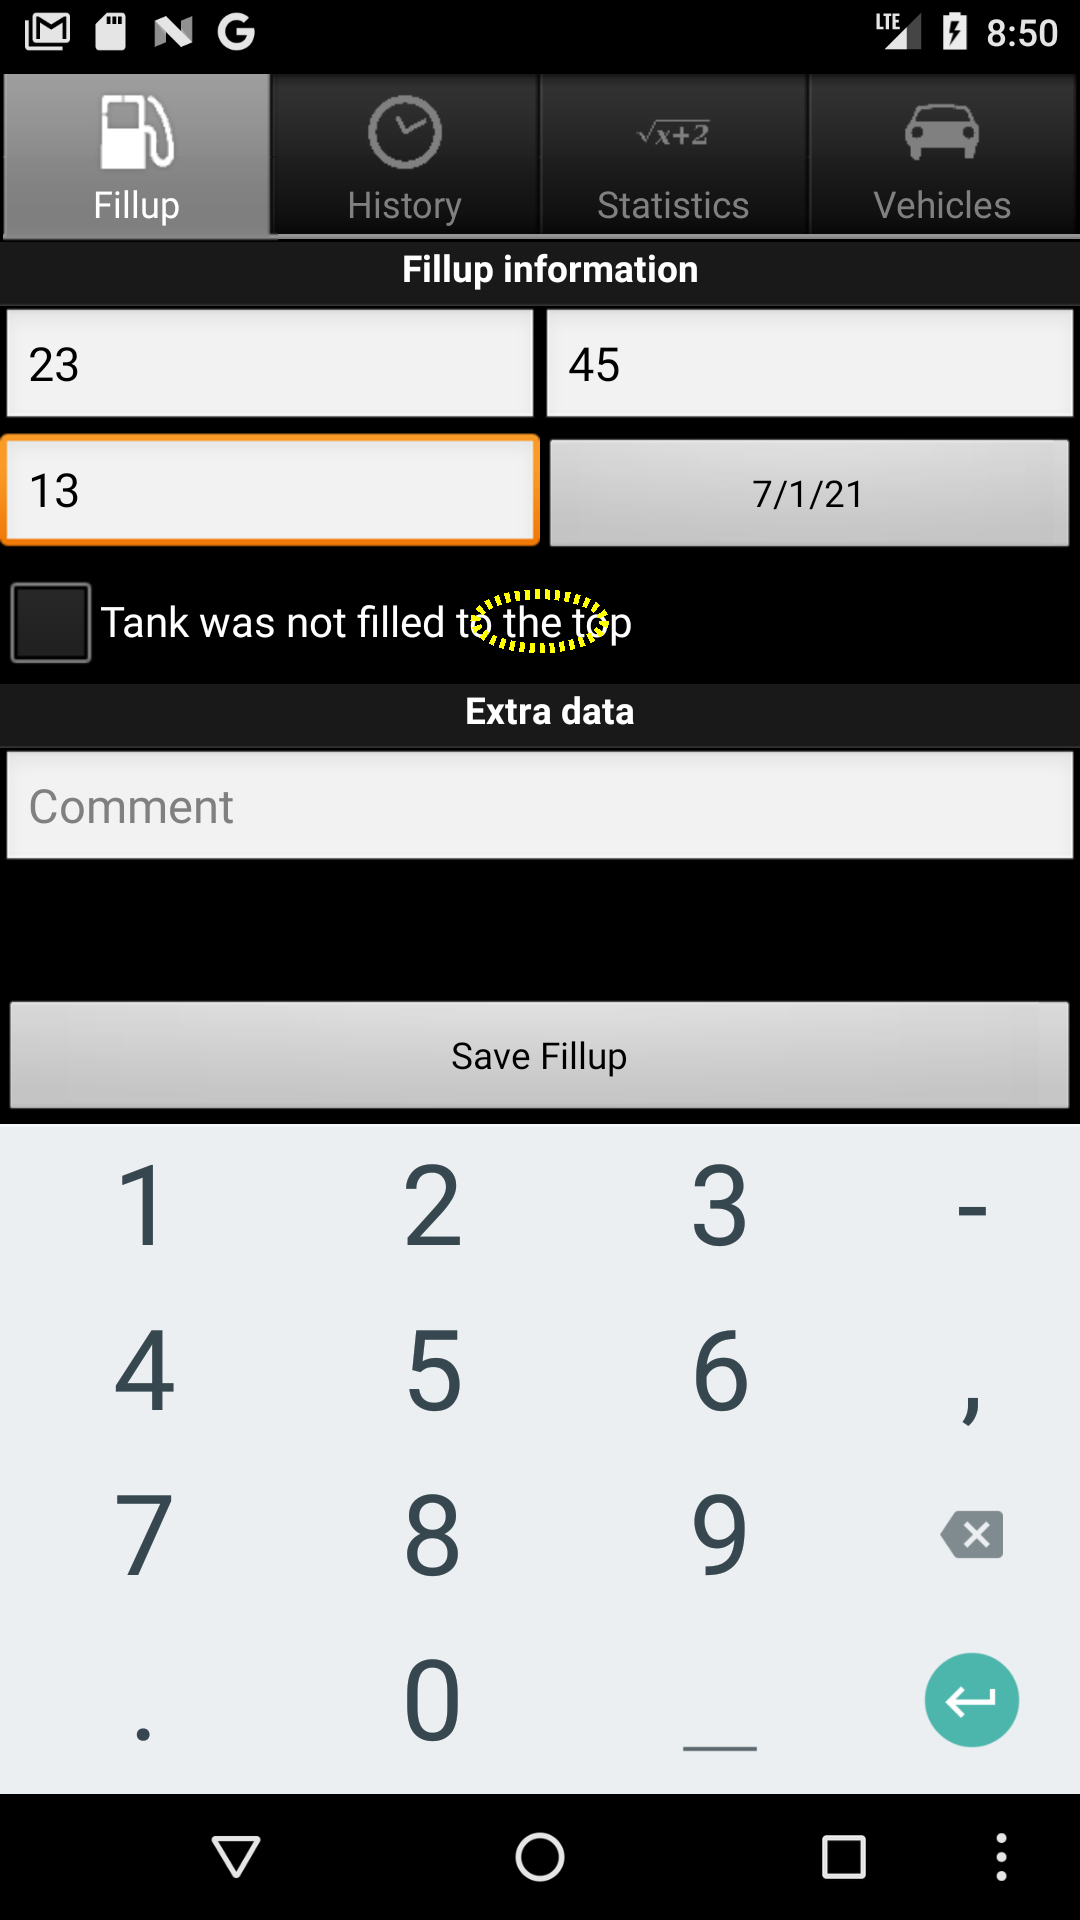 LTE 8:50
Fillup History √x+2 Statistics Vehicles
Fillup information
23 45
13 7/1/21
Tank was not filled to the top
Extra data
Comment
Save Fillup
1 2 3 -
4 5 6 ,
7 8 9
. 0 _